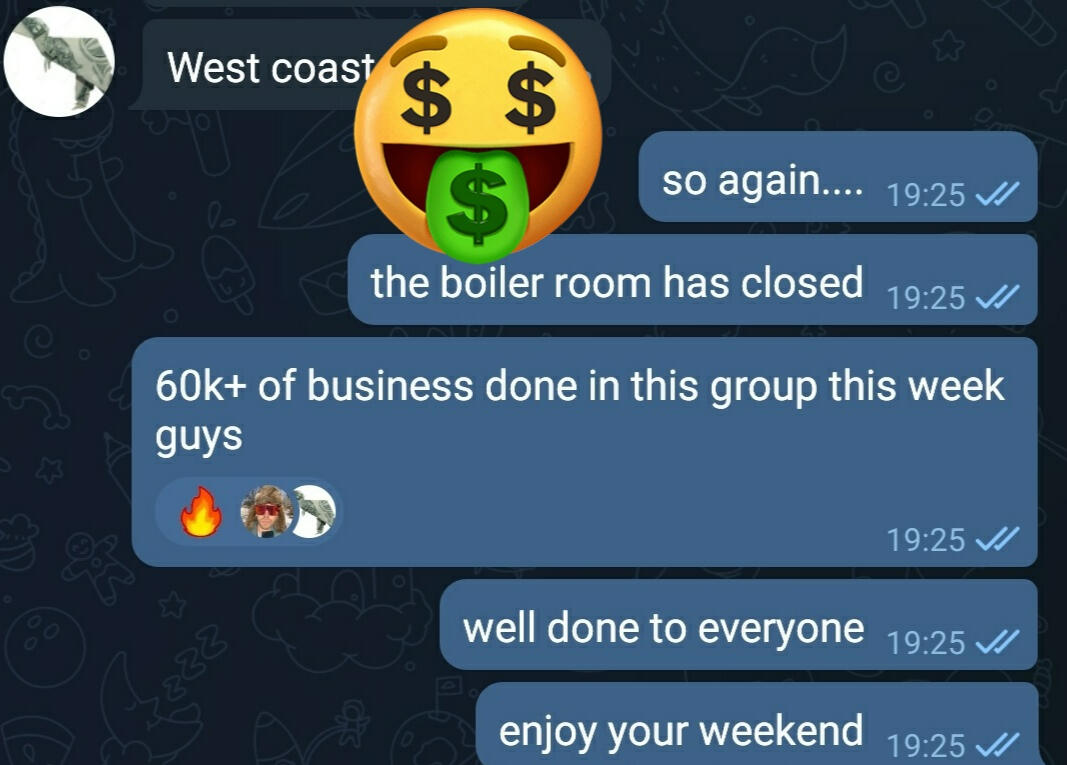 West coast
so again....
19:25
the boiler room has closed
19:25
60k+ of business done in this group this week
guys
19:25
well done to everyone
19:25
enjoy your weekend
19:25